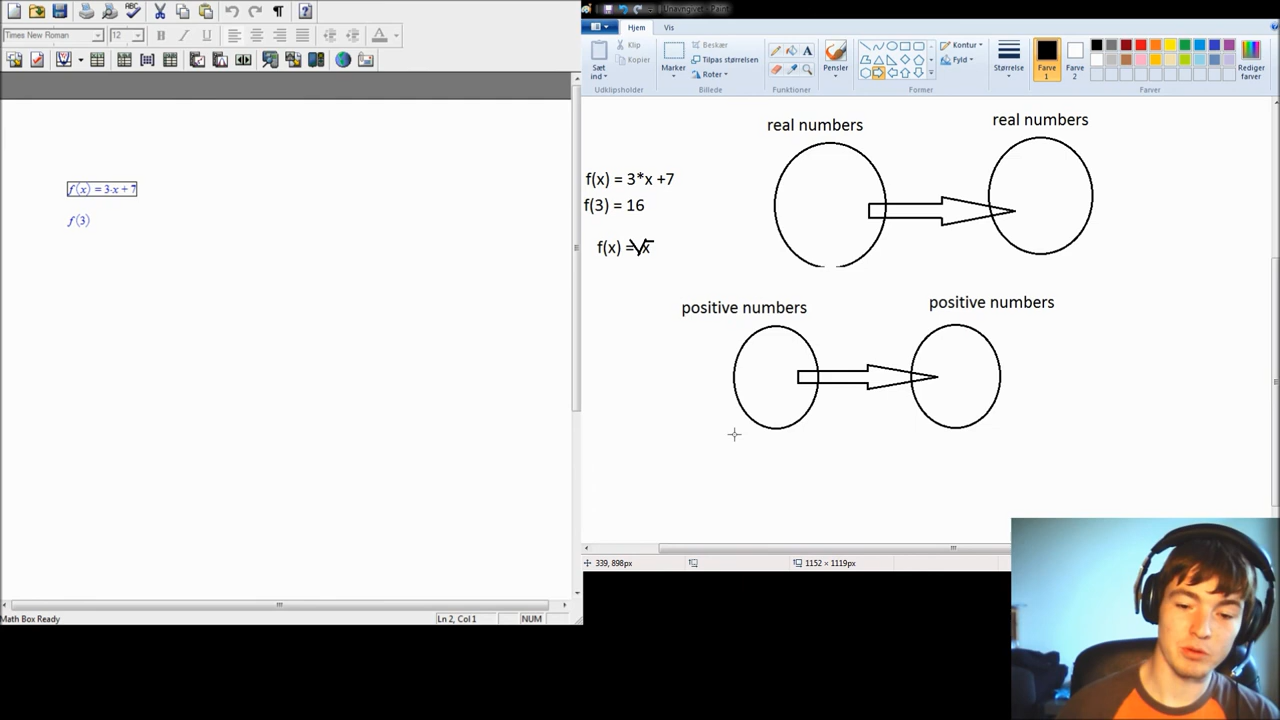 Times New Roman
12
f(x) = 3·x + 7
f(3)
Math Box Ready
Ln 2, Col 1
NUM
Unavngivet - Paint
Hjem
Vis
Sæt ind
Klip
Kopier
Udklipsholder
Marker
Beskær
Tilpas størrelsen
Roter
Billede
Funktioner
Pensler
Kontur
Fyld
Former
Størrelse
Farve 1
Farve 2
Rediger farver
Farver
real numbers
real numbers
f(x) = 3*x +7
f(3) = 16
f(x) =√x
positive numbers
positive numbers
339, 898px
1152 × 1119px